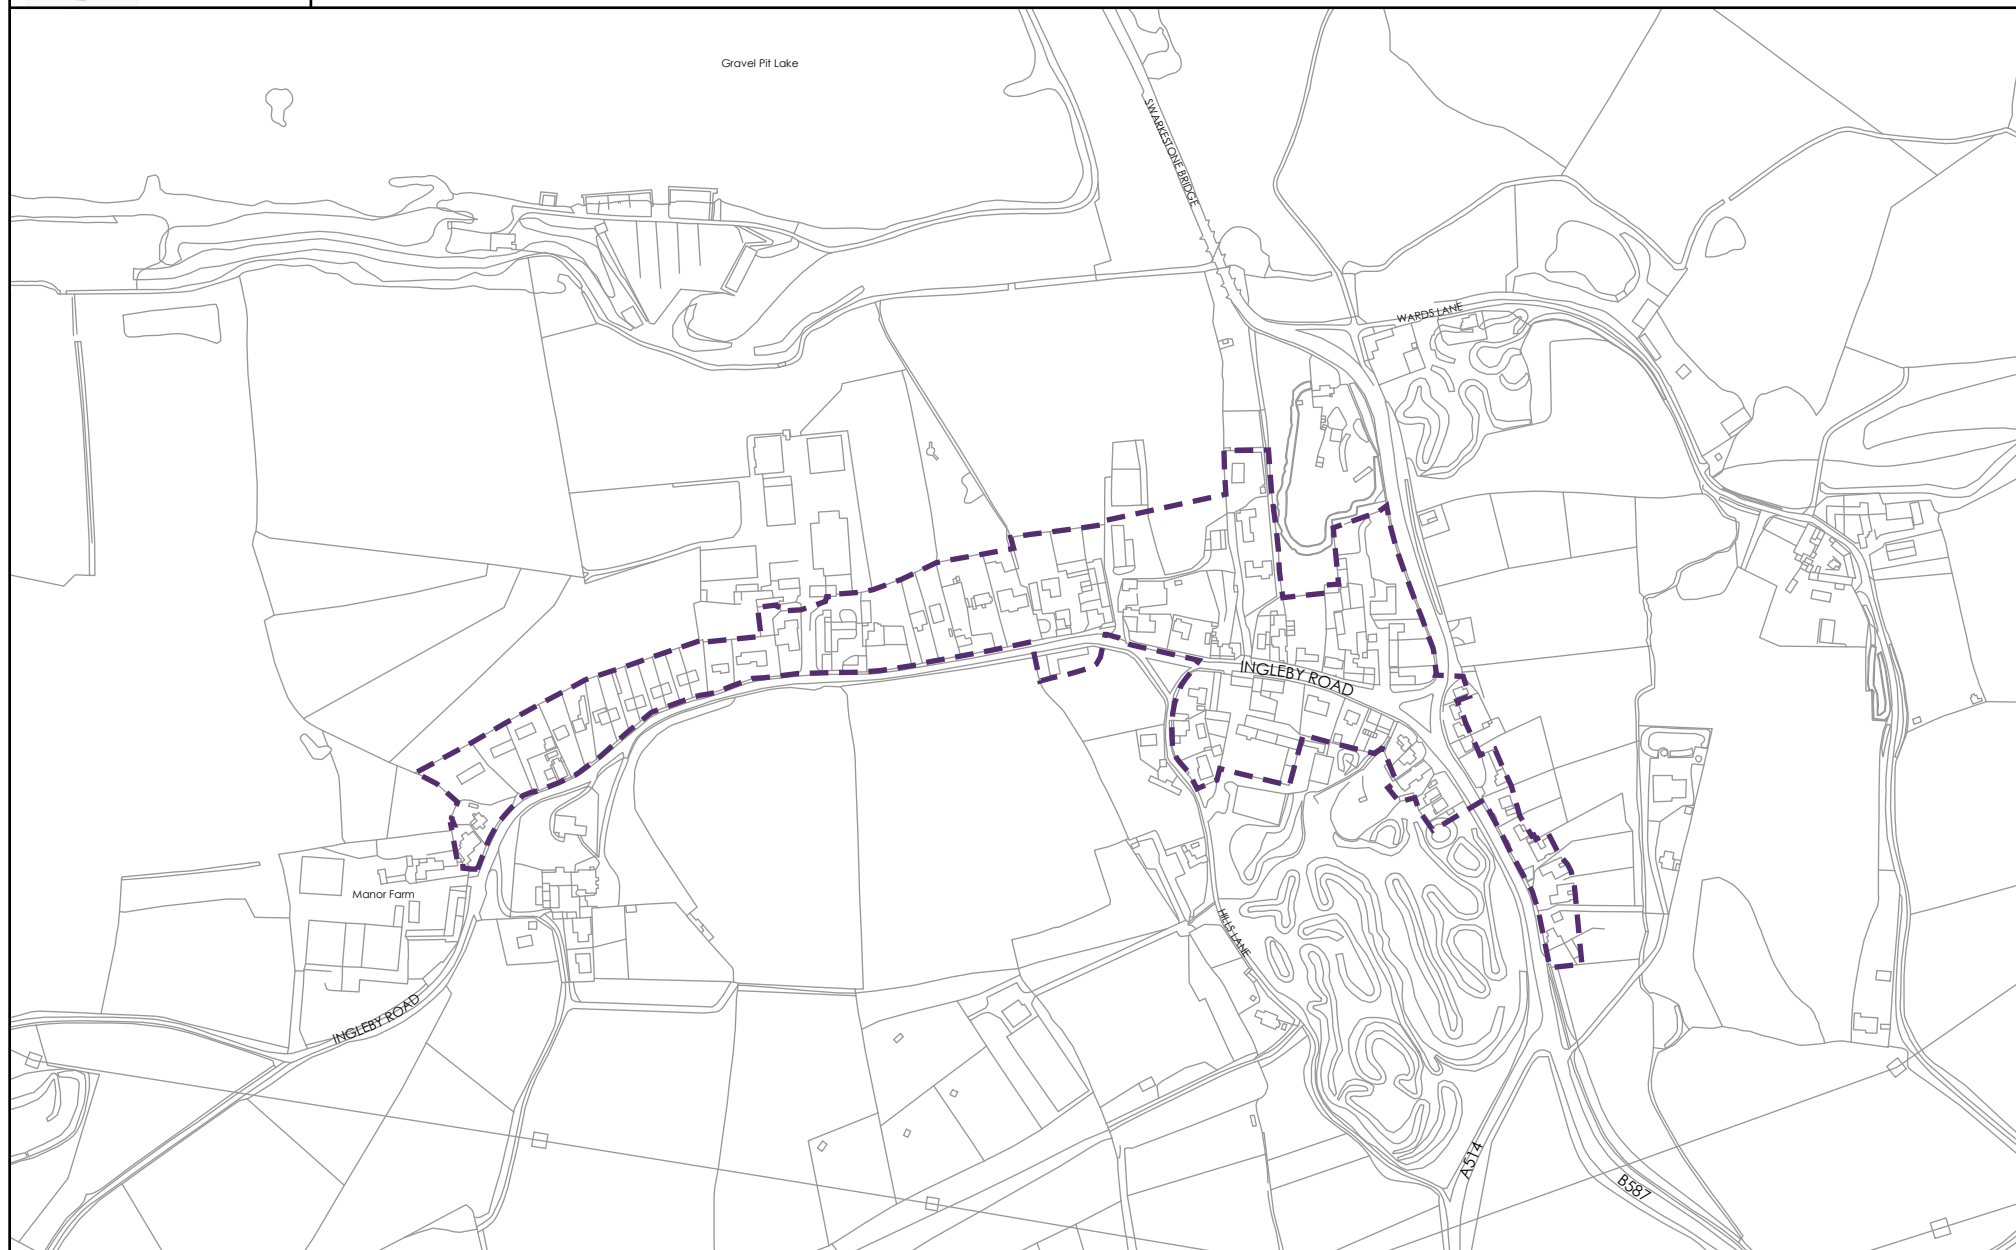 Gravel Pit Lake
SWARKESTONE BRIDGE
WARDS LANE
INGLEBY ROAD
Manor Farm
HILLS LANE
INGLEBY ROAD
A514
B587